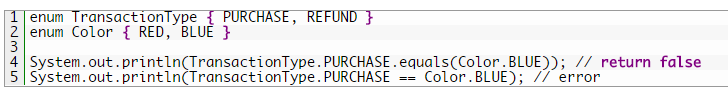 1 enum TransactionType { PURCHASE, REFUND }
2 enum Color { RED, BLUE }
3
4 System.out.println(TransactionType.PURCHASE.equals(Color.BLUE)); // return false
5 System.out.println(TransactionType.PURCHASE == Color.BLUE); // error